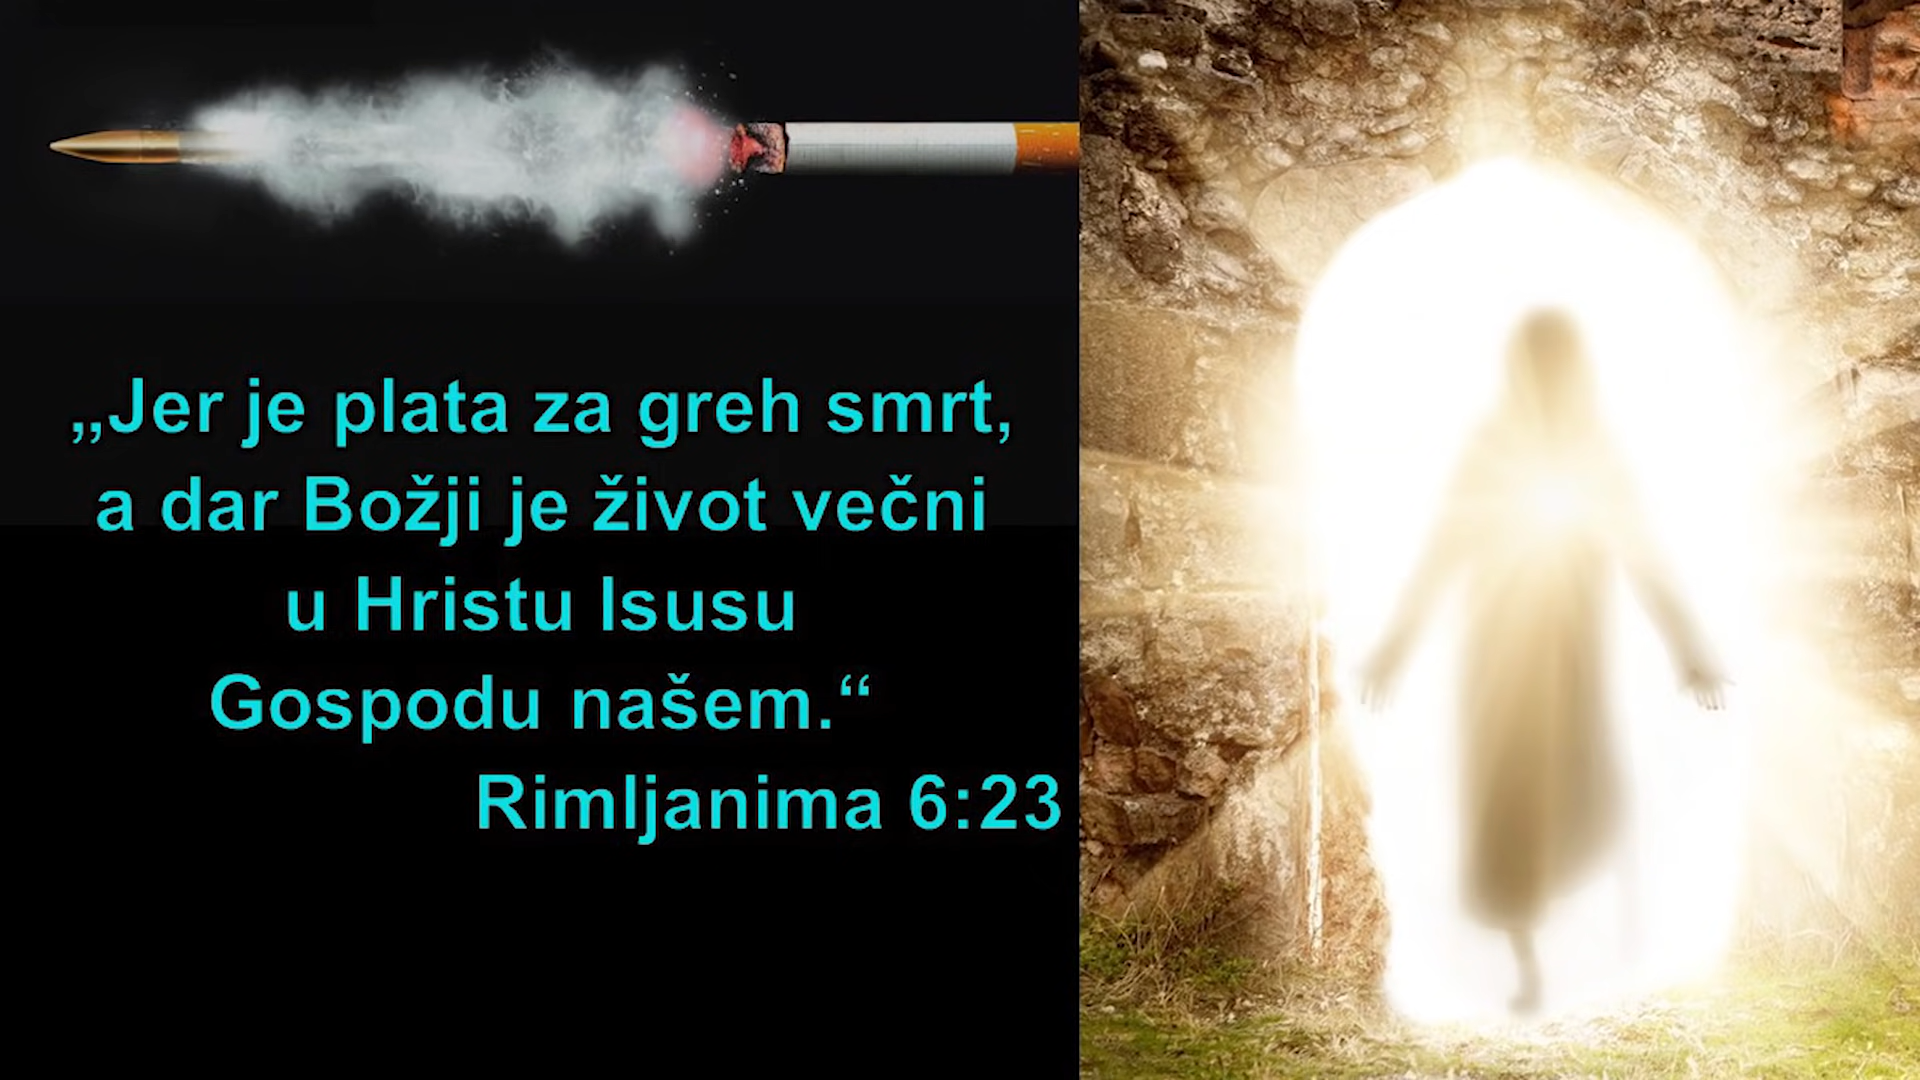 „Jer je plata za greh smrt,
a dar Božji je život večni
u Hristu Isusu
Gospodu našem.“
Rimljanima 6:23